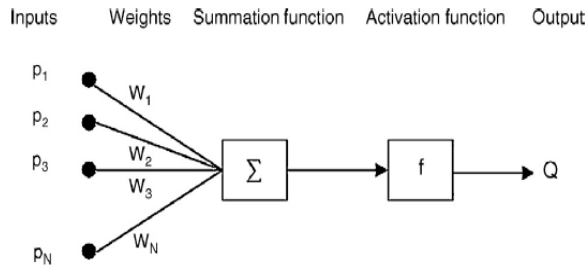 Inputs Weights Summation function Activation function Output
p1
W1
p2
W2
p3
W3
Σ
f
Q
WN
pN